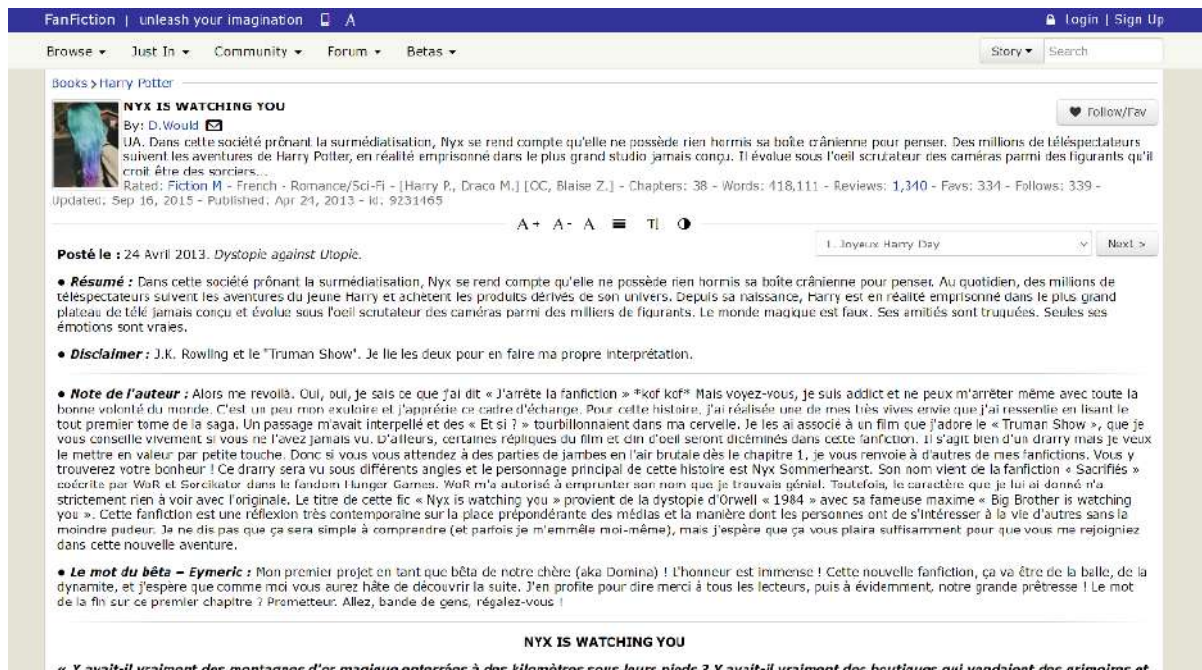 FanFiction | unleash your imagination A
Login | Sign Up
Browse Just In Community Forum Betas
Story Search
Books > Harry Potter
NYX IS WATCHING YOU
Follow/Fav
By: D.Would
UA. Dans cette société prônant la surmédiatisation, Nyx se rend compte qu'elle ne possède rien hormis sa boîte crânienne pour penser. Des millions de téléspectateurs
suivent les aventures de Harry Potter, en réalité emprisonné dans le plus grand studio jamais conçu. Il évolue sous l'oeil scrutateur des caméras parmi des figurants qu'il
croit être des sorciers...
Rated: Fiction M - French - Romance/Sci-Fi - [Harry P., Draco M.] [OC, Blaise Z.] - Chapters: 38 - Words: 418,111 - Reviews: 1,340 - Favs: 334 - Follows: 339 -
Updated: Sep 16, 2015 - Published: Apr 24, 2013 - id: 9231465
A+ A- A
1. Joyeux Harry Day
Next >
Posté le : 24 Avril 2013. Dystopie against Utopie.
• Résumé : Dans cette société prônant la surmédiatisation, Nyx se rend compte qu'elle ne possède rien hormis sa boîte crânienne pour penser. Au quotidien, des millions de
téléspectateurs suivent les aventures du jeune Harry et achètent les produits dérivés de son univers. Depuis sa naissance, Harry est en réalité emprisonné dans le plus grand
plateau de télé jamais conçu et évolue sous l'oeil scrutateur des caméras parmi des milliers de figurants. Le monde magique est faux. Ses amitiés sont truquées. Seules ses
émotions sont vraies.
• Disclaimer : J.K. Rowling et le "Truman Show". Je lie les deux pour en faire ma propre interprétation.
• Note de l'auteur : Alors me revoilà. Oui, oui, je sais ce que j'ai dit « J'arrête la fanfiction » *kof kof* Mais voyez-vous, je suis addict et ne peux m'arrêter même avec toute la
bonne volonté du monde. C'est un peu mon exuloire et j'apprécie ce cadre d'échange. Pour cette histoire, j'ai réalisée une de mes très vives envie que j'ai ressentie en lisant le
tout premier tome de la saga. Un passage m'avait interpellé et des « Et si ? » tourbillonnaient dans ma cervelle. Je les ai associé à un film que j'adore le « Truman Show », que je
vous conseille vivement si vous ne l'avez jamais vu. D'ailleurs, certaines répliques du film et clin d'oeil seront dicéminés dans cette fanfiction. Il s'agit bien d'un drarry mais je veux
le mettre en valeur par petite touche. Donc si vous vous attendez à des parties de jambes en l'air brutale dès le chapitre 1, je vous renvoie à d'autres de mes fanfictions. Vous y
trouverez votre bonheur ! Ce drarry sera vu sous différents angles et le personnage principal de cette histoire est Nyx Sommerhearst. Son nom vient de la fanfiction « Sacrifiés »
coécrite par WoR et Sorcikator dans le fandom Hunger Games. WoR m'a autorisé à emprunter son nom que je trouvais génial. Toutefois, le caractère que je lui ai donné n'a
strictement rien à voir avec l'originale. Le titre de cette fic « Nyx is watching you » provient de la dystopie d'Orwell « 1984 » avec sa fameuse maxime « Big Brother is watching
you ». Cette fanfiction est une réflexion très contemporaine sur la place prépondérante des médias et la manière dont les personnes ont de s'intéresser à la vie d'autres sans la
moindre pudeur. Je ne dis pas que ça sera simple à comprendre (et parfois je m'emmêle moi-même), mais j'espère que ça vous plaira suffisamment pour que vous me rejoigniez
dans cette nouvelle aventure.
• Le mot du bêta – Eymeric : Mon premier projet en tant que bêta de notre chère (aka Domina) ! L'honneur est immense ! Cette nouvelle fanfiction, ça va être de la balle, de la
dynamite, et j'espère que comme moi vous aurez hâte de découvrir la suite. J'en profite pour dire merci à tous les lecteurs, puis à évidemment, notre grande prêtresse ! Le mot
de la fin sur ce premier chapitre ? Prometteur. Allez, bande de gens, régalez-vous !
NYX IS WATCHING YOU
« Y avait-il vraiment des montagnes d'or magique enterrées à des kilomètres sous leurs pieds ? Y avait-il vraiment des boutiques qui vendaient des grimoires et